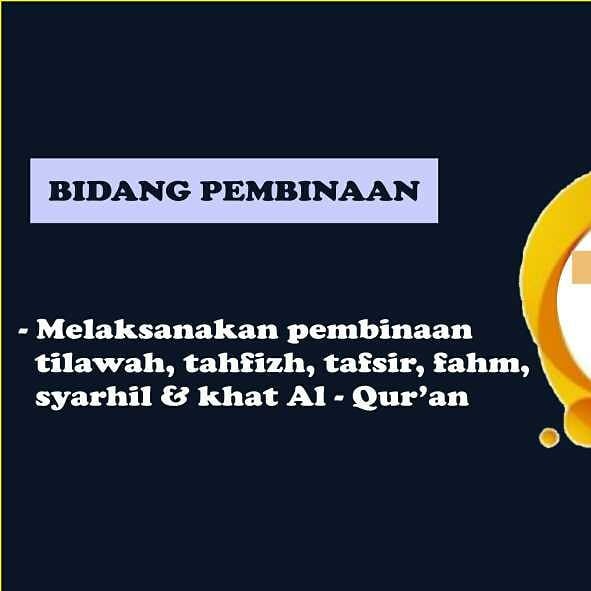 BIDANG PEMBINAAN
- Melaksanakan pembinaan
tilawah, tahfizh, tafsir, fahm,
syarhil & khat Al - Qur’an